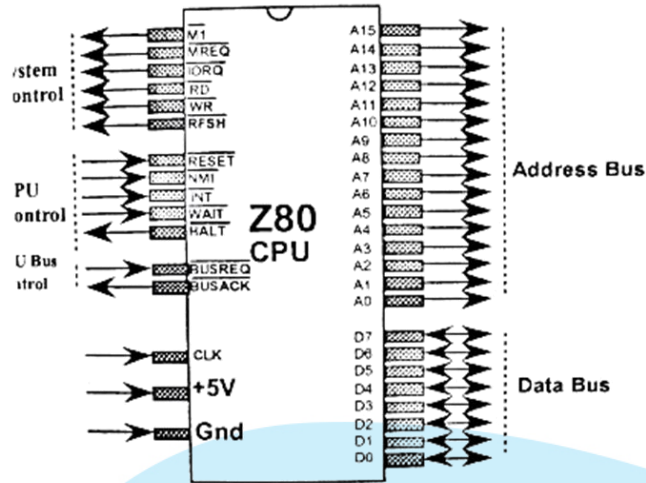 M1
MREQ
IORQ
RD
WR
RFSH
ystem
ontrol
RESET
NMI
INT
WAIT
HALT
PU
ontrol
BUSREQ
BUSACK
U Bus
ntrol
CLK
+5V
Gnd
Z80
CPU
A15
A14
A13
A12
A11
A10
A9
A8
A7
A6
A5
A4
A3
A2
A1
A0
Address Bus
D7
D6
D5
D4
D3
D2
D1
D0
Data Bus